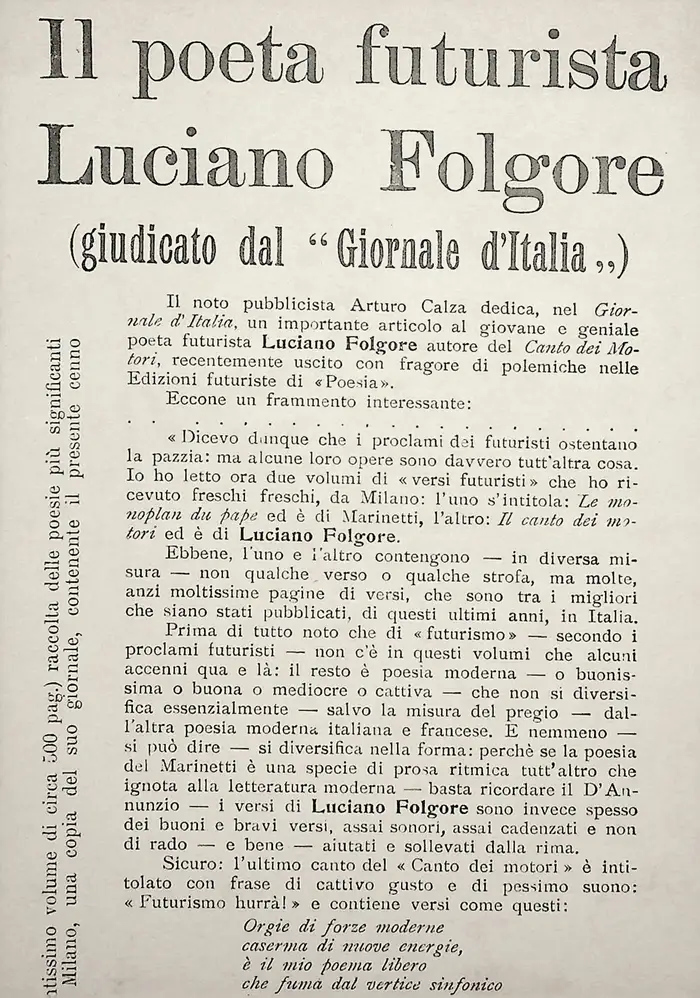 Il poeta futurista
Luciano Folgore
(giudicato dal “Giornale d'Italia„)
Il noto pubblicista Arturo Calza dedica, nel Gior-
nale d'Italia, un importante articolo al giovane e geniale
poeta futurista Luciano Folgore autore del Canto dei Mo-
tori, recentemente uscito con fragore di polemiche nelle
Edizioni futuriste di «Poesia».
Eccone un frammento interessante:
. . . . . . . . . . . . . . . . . .
« Dicevo dunque che i proclami dei futuristi ostentano
la pazzia: ma alcune loro opere sono davvero tutt'altra cosa.
Io ho letto ora due volumi di « versi futuristi » che ho ri-
cevuto freschi freschi, da Milano: l'uno s'intitola: Le mo-
noplan du pape ed è di Marinetti, l'altro: Il canto dei mo-
tori ed è di Luciano Folgore.
Ebbene, l'uno e l'altro contengono — in diversa mi-
sura — non qualche verso o qualche strofa, ma molte,
anzi moltissime pagine di versi, che sono tra i migliori
che siano stati pubblicati, di questi ultimi anni, in Italia.
Prima di tutto noto che di « futurismo » — secondo i
proclami futuristi — non c'è in questi volumi che alcuni
accenni qua e là: il resto è poesia moderna — o buonis-
sima o buona o mediocre o cattiva — che non si diversi-
fica essenzialmente — salvo la misura del pregio — dal-
l'altra poesia moderna italiana e francese. E nemmeno —
si può dire — si diversifica nella forma: perchè se la poesia
del Marinetti è una specie di prosa ritmica tutt'altro che
ignota alla letteratura moderna — basta ricordare il D'An-
nunzio — i versi di Luciano Folgore sono invece spesso
dei buoni e bravi versi, assai sonori, assai cadenzati e non
di rado — e bene — aiutati e sollevati dalla rima.
Sicuro: l'ultimo canto del « Canto dei motori » è inti-
tolato con frase di cattivo gusto e di pessimo suono:
« Futurismo hurrà! » e contiene versi come questi:
Orgie di forze moderne
caserma di nuove energie,
è il mio poema libero
che fuma dal vertice sinfonico
tissimo volume di circa 500 pag.) raccolta delle poesie più significanti
Milano, una copia del suo giornale, contenente il presente cenno